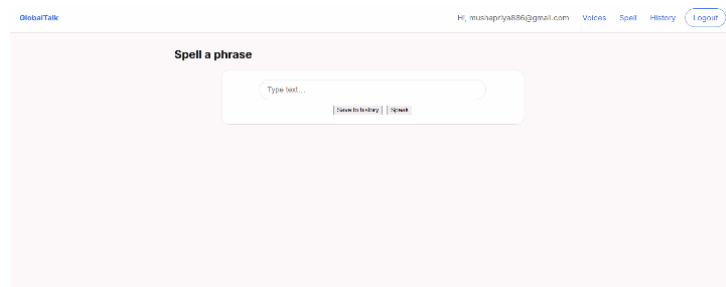 GlobalTalk Hi, mushapriya886@gmail.com Voices Spell History Logout
Spell a phrase
Type text...
Save to history Speak